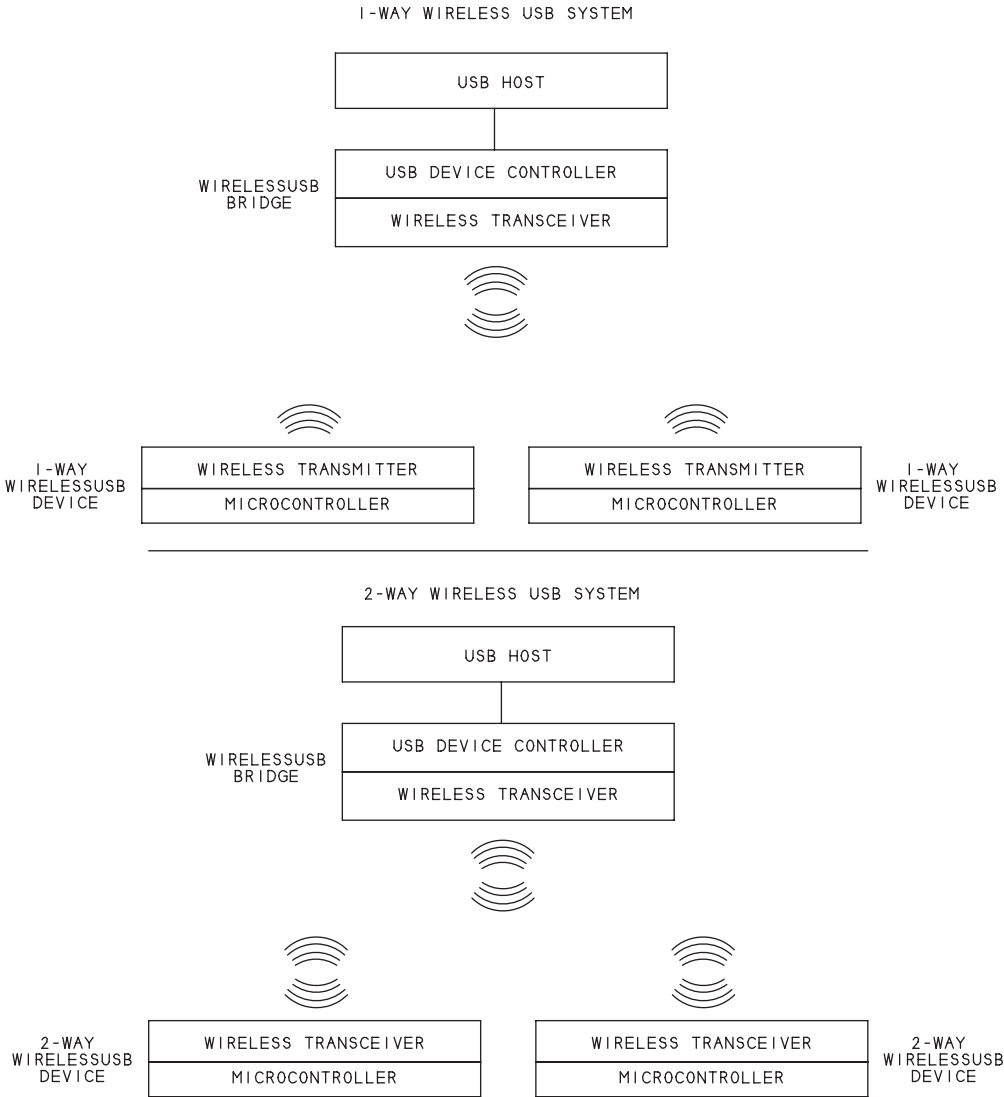 1-WAY WIRELESS USB SYSTEM
USB HOST
WIRELESSUSB
BRIDGE
USB DEVICE CONTROLLER
WIRELESS TRANSCEIVER
1-WAY
WIRELESSUSB
DEVICE
WIRELESS TRANSMITTER
MICROCONTROLLER
WIRELESS TRANSMITTER
MICROCONTROLLER
1-WAY
WIRELESSUSB
DEVICE
2-WAY WIRELESS USB SYSTEM
USB HOST
WIRELESSUSB
BRIDGE
USB DEVICE CONTROLLER
WIRELESS TRANSCEIVER
2-WAY
WIRELESSUSB
DEVICE
WIRELESS TRANSCEIVER
MICROCONTROLLER
WIRELESS TRANSCEIVER
MICROCONTROLLER
2-WAY
WIRELESSUSB
DEVICE